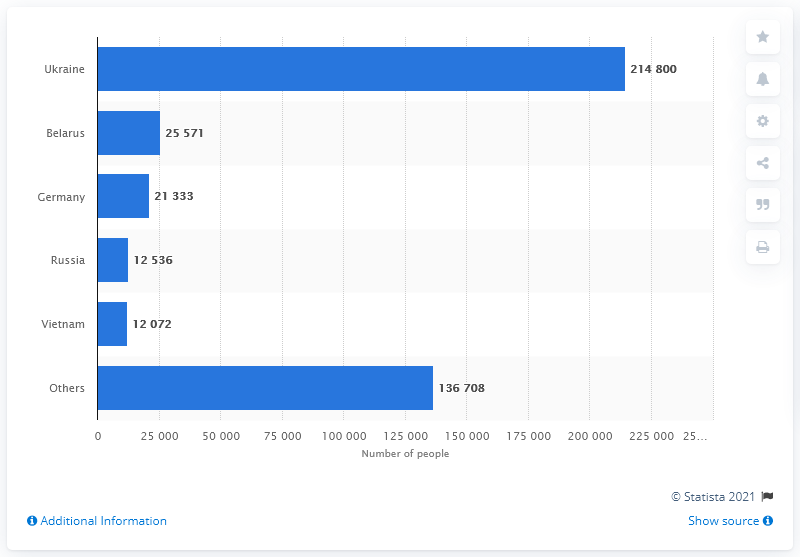 Ukraine 214 800
Belarus 25 571
Germany 21 333
Russia 12 536
Vietnam 12 072
Others 136 708
0 25 000 50 000 75 000 100 000 125 000 150 000 175 000 200 000 225 000 25...
Number of people
© Statista 2021
Additional Information Show source